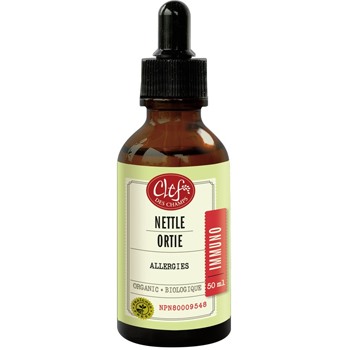 Clef
DES CHAMPS
NETTLE
ORTIE
ALLERGIES
ORGANIC • BIOLOGIQUE
NPN80009548
IMMUNO
50 ml